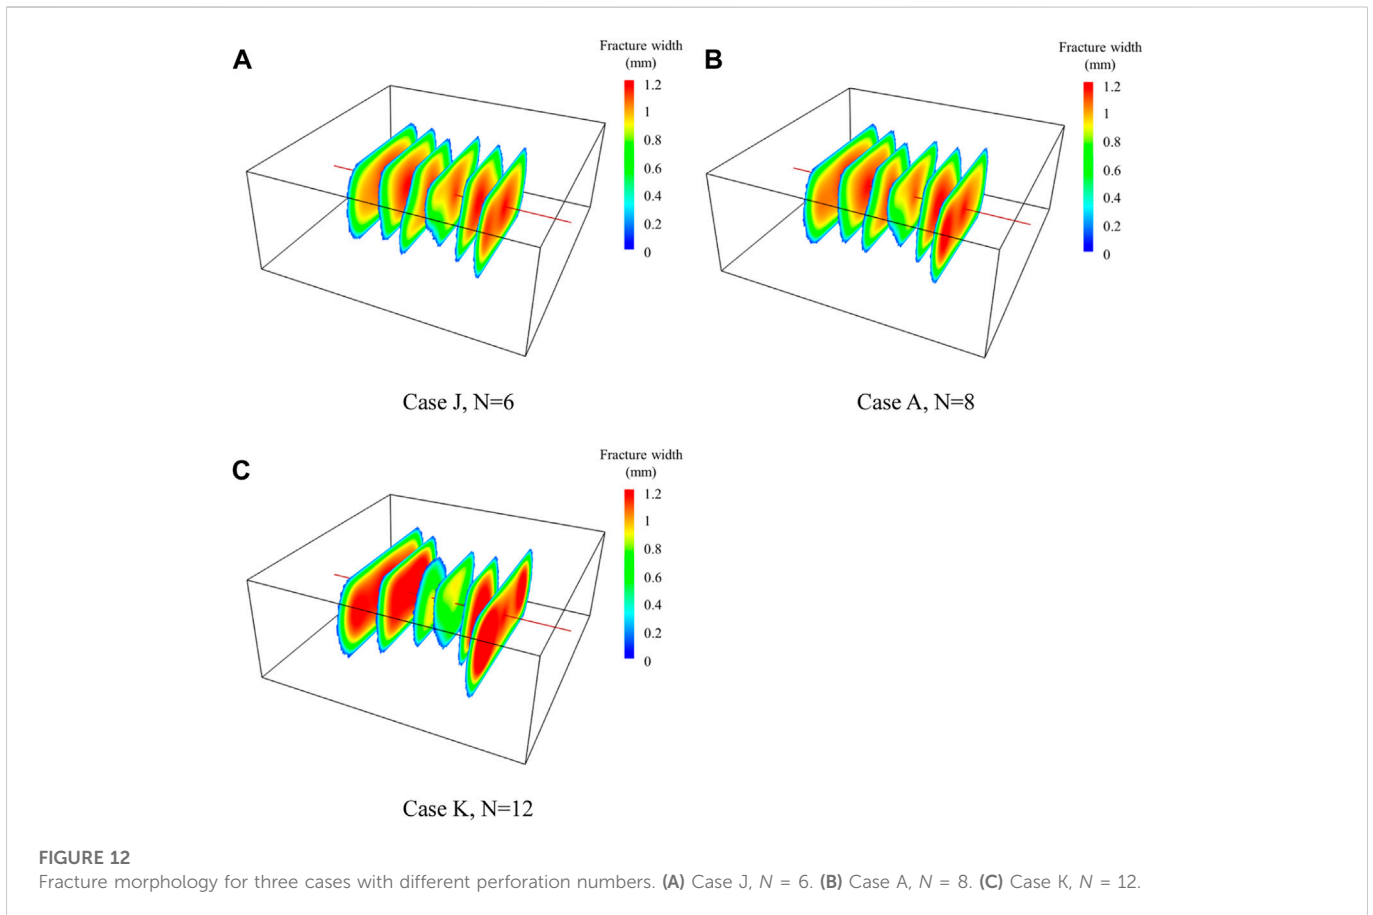 A
Fracture width
(mm)
1.2
1
0.8
0.6
0.4
0.2
0
Case J, N=6
B
Fracture width
(mm)
1.2
1
0.8
0.6
0.4
0.2
0
Case A, N=8
C
Fracture width
(mm)
1.2
1
0.8
0.6
0.4
0.2
0
Case K, N=12
FIGURE 12
Fracture morphology for three cases with different perforation numbers. (A) Case J, N = 6. (B) Case A, N = 8. (C) Case K, N = 12.